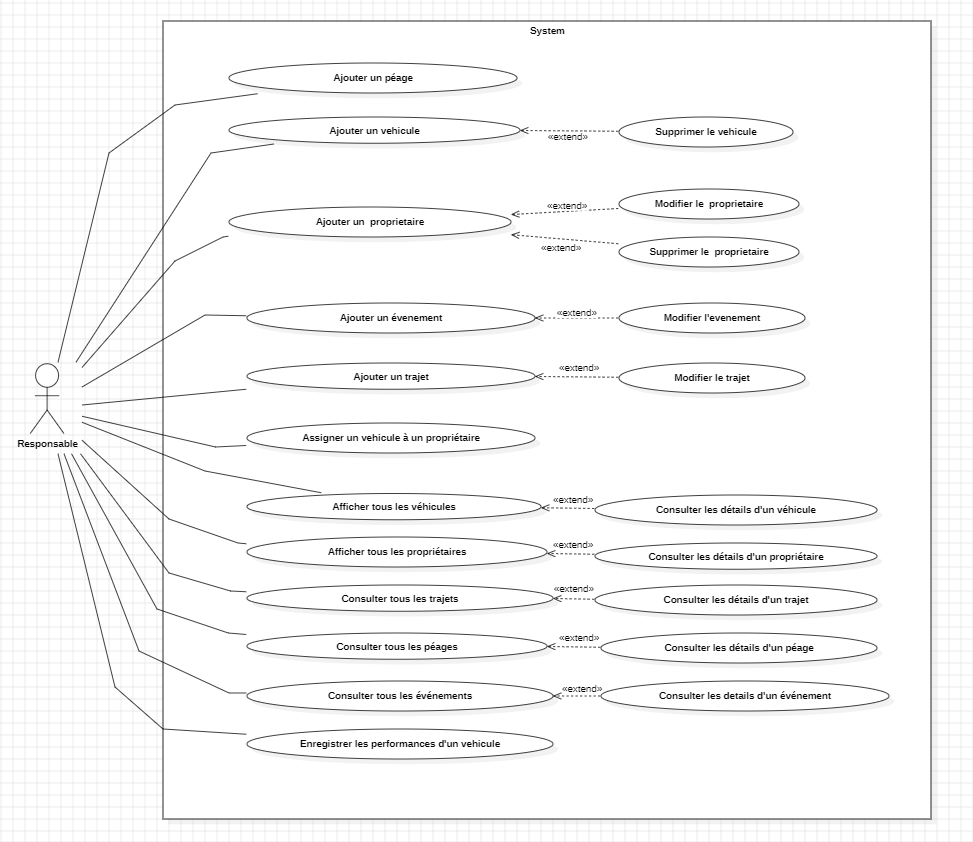 System
Ajouter un péage
Ajouter un vehicule
«extend»
Supprimer le vehicule
Ajouter un  proprietaire
«extend»
Modifier le  proprietaire
«extend»
Supprimer le  proprietaire
Ajouter un évenement
«extend»
Modifier l'evenement
Ajouter un trajet
«extend»
Modifier le trajet
Responsable
Assigner un vehicule à un propriétaire
Afficher tous les véhicules
«extend»
Consulter les détails d'un véhicule
Afficher tous les propriétaires
«extend»
Consulter les détails d'un propriétaire
Consulter tous les trajets
«extend»
Consulter les détails d'un trajet
Consulter tous les péages
«extend»
Consulter les détails d'un péage
Consulter tous les événements
«extend»
Consulter les details d'un événement
Enregistrer les performances d'un vehicule